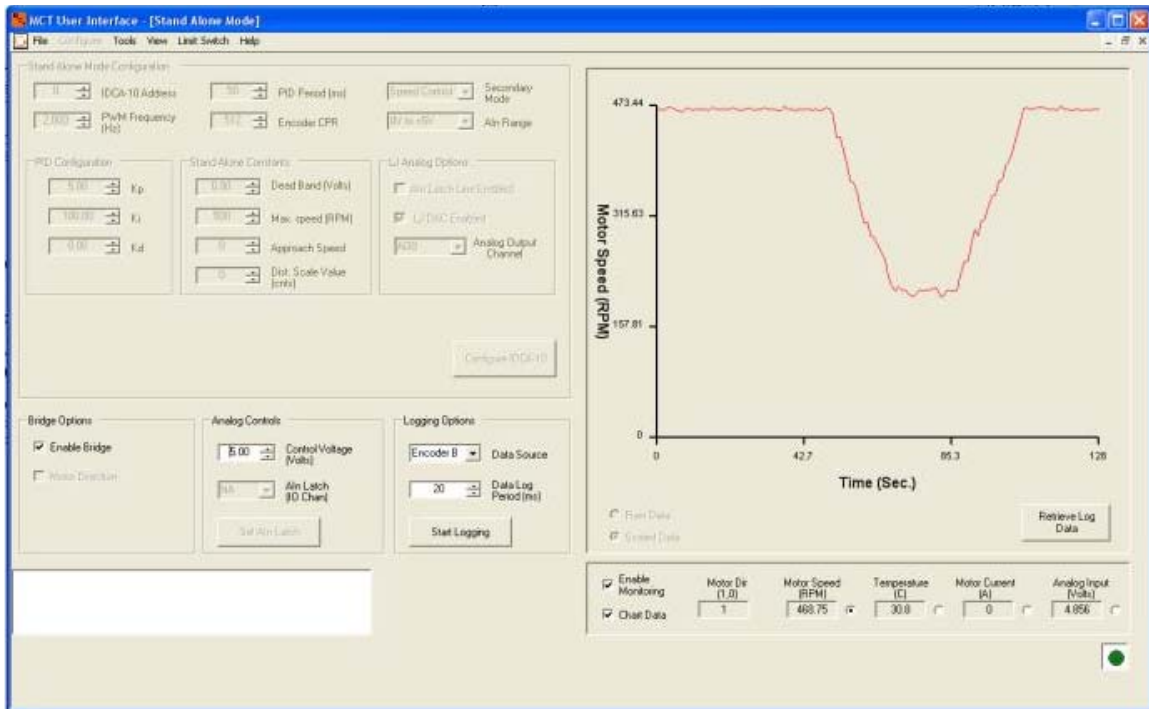 MCT User Interface - [Stand Alone Mode]
File Configure Tools View Limit Switch Help
Stand Alone Mode Configuration
0 IDCA-10 Address
50 PID Period (ms)
Speed Control Secondary Mode
2,000 PWM Frequency (Hz)
512 Encoder CPR
0V to +5V AIn Range
PID Configuration
5.00 Kp
100.00 Ki
0.00 Kd
Stand-Alone Constants
0.00 Dead Band (Volts)
500 Max. speed (RPM)
0 Approach Speed
0 Dist. Scale Value (cnts)
LJ Analog Options
AIn Latch Line Enabled
LJ DAC Enabled
Analog Output Channel
Configure IDCA-10
Bridge Options
Enable Bridge
Motor Direction
Analog Controls
5.00 Control Voltage (Volts)
NA AIn Latch (IO Chan)
Set AIn Latch
Logging Options
Encoder B Data Source
20 Data Log Period (ms)
Start Logging
Motor Speed (RPM)
473.44
315.63
157.81
0
0 42.7 85.3 128
Time (Sec.)
Raw Data
Scaled Data
Retrieve Log Data
Enable Monitoring
Chart Data
Motor Dir (1,0)
1
Motor Speed (RPM)
468.75
Temperature (C)
30.8
Motor Current (A)
0
Analog Input (Volts)
4.856